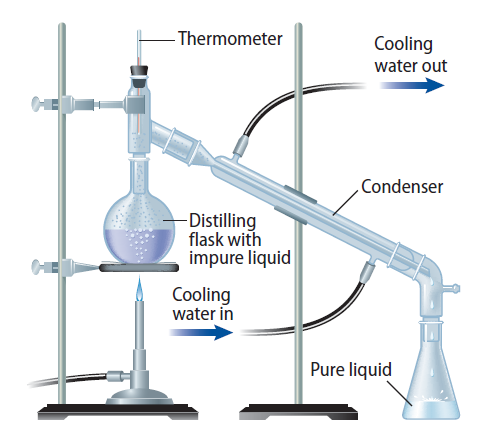 Thermometer
Cooling
water out
Condenser
Distilling
flask with
impure liquid
Cooling
water in
Pure liquid